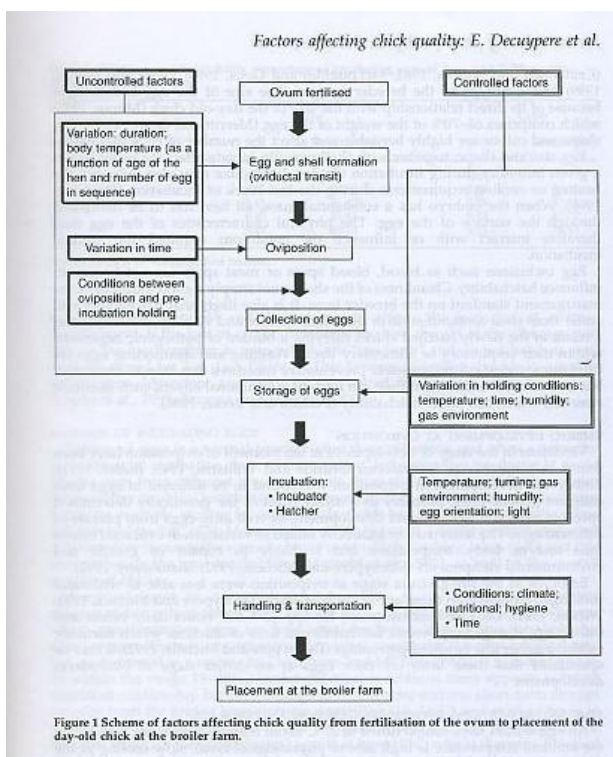 Factors affecting chick quality: E. Decuypere et al.
Uncontrolled factors
Ovum fertilised
Controlled factors
Variation: duration;
body temperature (as a
function of age of the
hen and number of egg
in sequence)
Egg and shell formation
(oviductal transit)
Variation in time
Oviposition
Conditions between
oviposition and pre-
incubation holding
Collection of eggs
Storage of eggs
Variation in holding conditions:
temperature; time; humidity;
gas environment
Incubation:
• Incubator
• Hatcher
Temperature; turning; gas
environment; humidity;
egg orientation; light
Handling & transportation
• Conditions: climate;
nutritional; hygiene
• Time
Placement at the broiler farm
Figure 1 Scheme of factors affecting chick quality from fertilisation of the ovum to placement of the
day-old chick at the broiler farm.